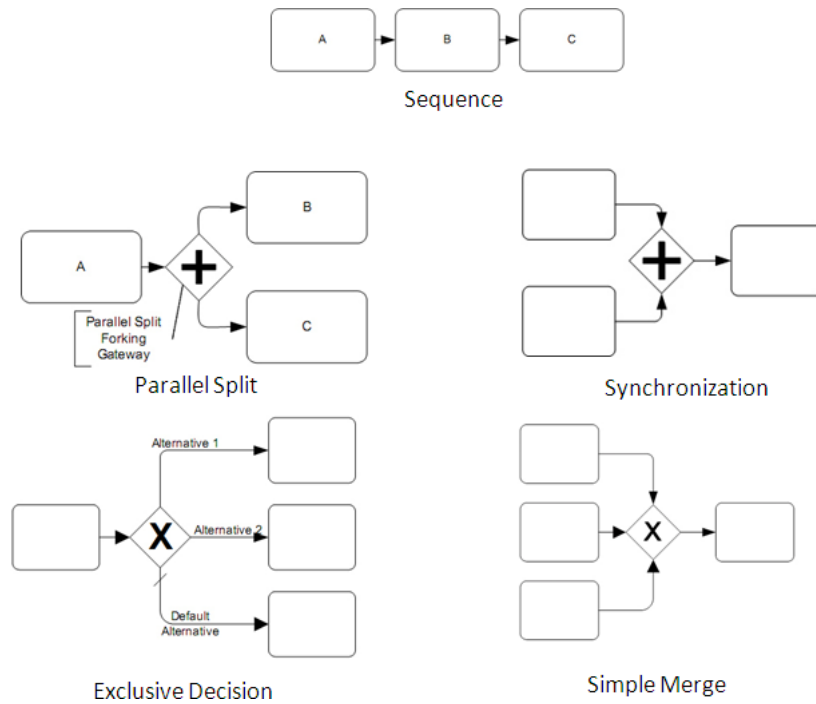 A
B
C
Sequence
A
B
C
Parallel Split
Forking
Gateway
Parallel Split
Synchronization
Alternative 1
Alternative 2
Default
Alternative
X
Exclusive Decision
X
Simple Merge